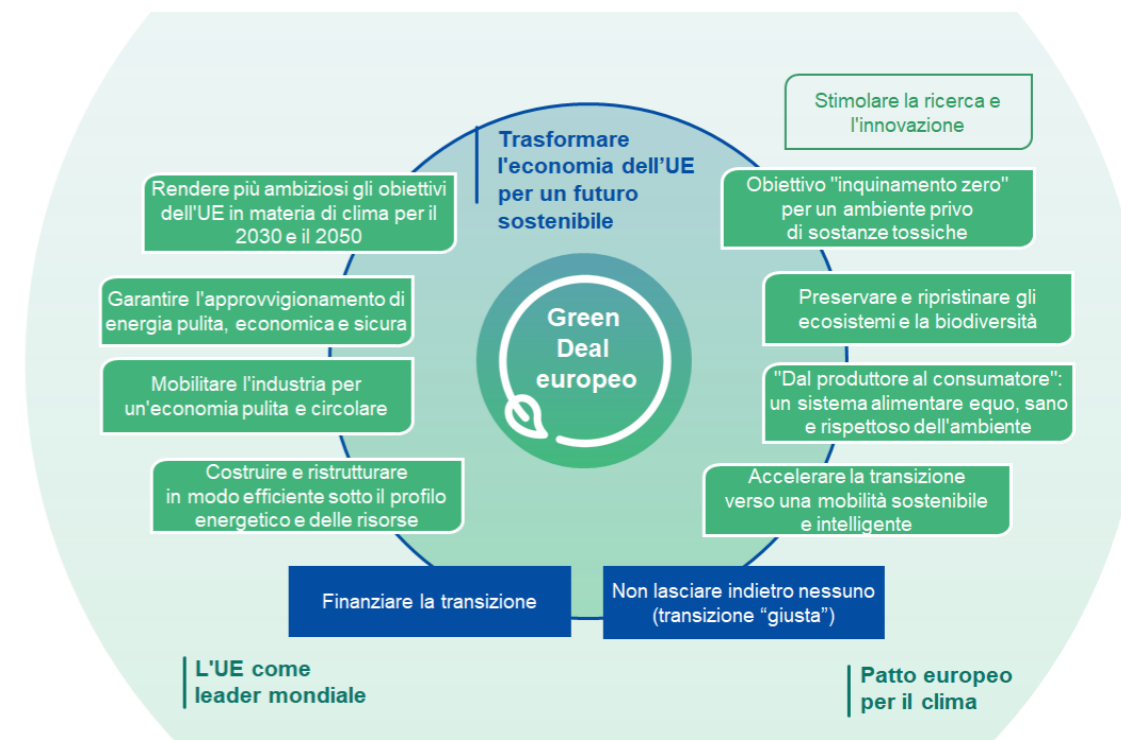 Stimolare la ricerca e
l'innovazione
Trasformare
l'economia dell’UE
per un futuro
sostenibile
Rendere più ambiziosi gli obiettivi
dell'UE in materia di clima per il
2030 e il 2050
Obiettivo "inquinamento zero"
per un ambiente privo
di sostanze tossiche
Garantire l'approvvigionamento di
energia pulita, economica e sicura
Preservare e ripristinare gli
ecosistemi e la biodiversità
Green
Deal
europeo
Mobilitare l'industria per
un'economia pulita e circolare
"Dal produttore al consumatore":
un sistema alimentare equo, sano
e rispettoso dell'ambiente
Costruire e ristrutturare
in modo efficiente sotto il profilo
energetico e delle risorse
Accelerare la transizione
verso una mobilità sostenibile
e intelligente
Finanziare la transizione
Non lasciare indietro nessuno
(transizione “giusta”)
L'UE come
leader mondiale
Patto europeo
per il clima